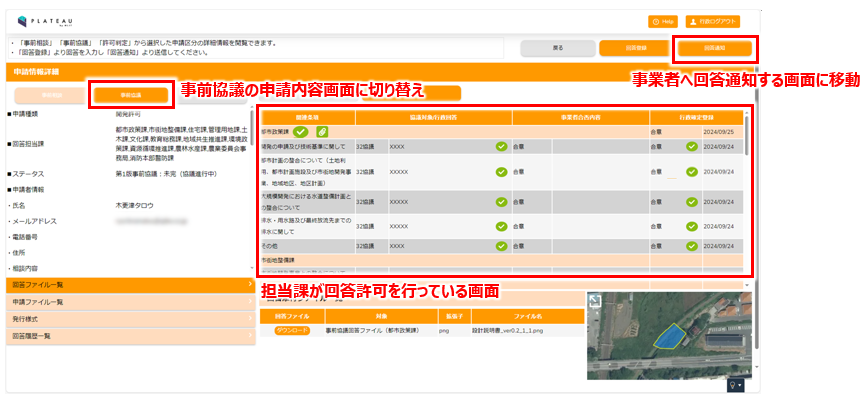 PLATEAU
by MLIT
Help
行政ログアウト
・「事前相談」「事前協議」「許可判定」から選択した申請区分の詳細情報を閲覧できます。
・「回答登録」より回答を入力し「回答通知」より送信してください。
戻る
回答登録
回答通知
申請情報詳細
事業者へ回答通知する画面に移動
事前相談
事前協議
事前協議の申請内容画面に切り替え
■申請種類
開発許可
■回答担当課
都市政策課,市街地整備課,住宅課,管理用地課,土
木課,文化課,教育総務課,地域共生推進課,環境政
策課,資源循環推進課,農林水産課,農業委員会事
務局,消防本部警防課
■ステータス
第1版事前協議：未完（協議進行中）
■申請者情報
・氏名
木更津タロウ
・メールアドレス
・電話番号
・住所
・相談内容
回答ファイル一覧
申請ファイル一覧
発行様式
回答履歴一覧
関連条項
協議対象/行政回答
事業者合否内容
行政確定登録
都市政策課
合意
2024/09/25
開発の申請及び技術基準に関して
32協議
XXXX
合意
合意
2024/09/24
都市計画の整合について（土地利
用、都市計画施設及び市街地開発事
業、地域地区、地区計画）
32協議
XXXXX
合意
合意
2024/09/24
大規模開発における水道整備計画と
の整合について
32協議
XXXX
合意
合意
2024/09/24
排水・用水施設及び最終放流先までの
排水に関して
32協議
XXXXX
合意
合意
2024/09/24
その他
32協議
XXXX
合意
合意
2024/09/24
市街地整備課
担当課が回答許可を行っている画面
回答ファイル
対象
拡張子
ファイル名
ダウンロード
事前協議回答ファイル（都市政策課）
png
設計説明書_ver0.2_1_1.png